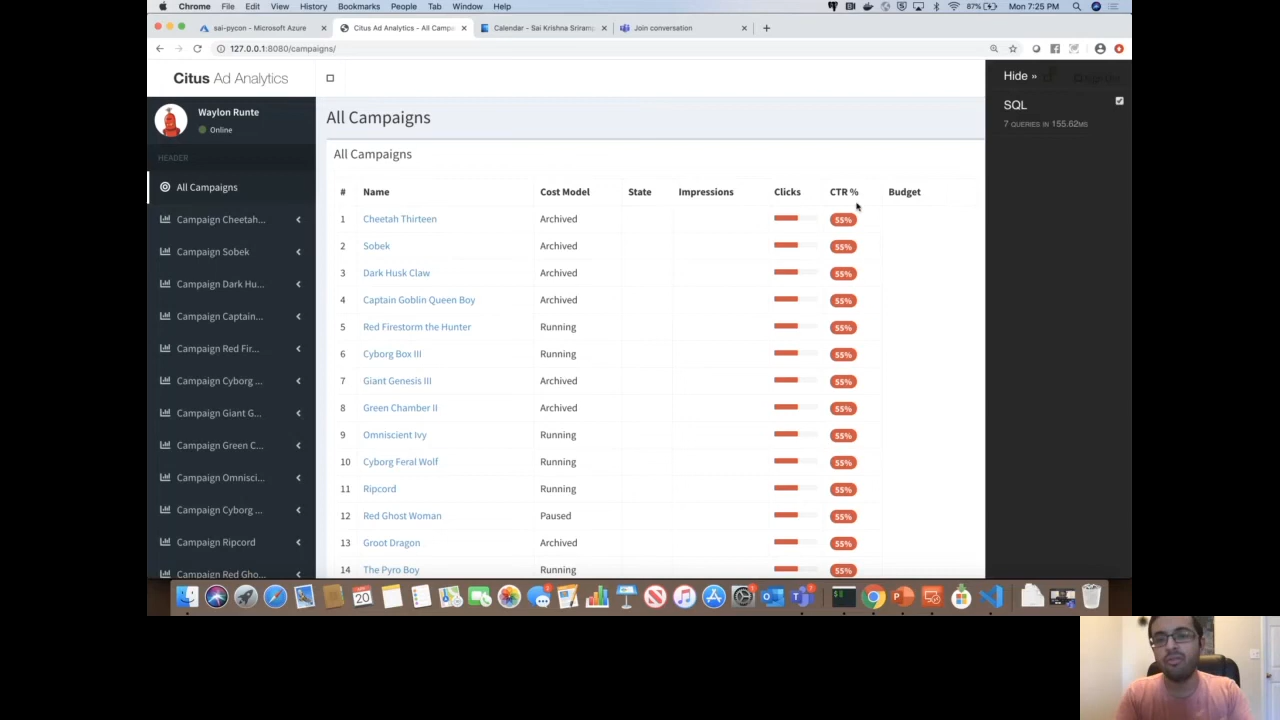 Chrome File Edit View History Bookmarks People Tab Window Help 87% Mon 7:25 PM
sai-pycon - Microsoft Azure Citus Ad Analytics - All Campa Calendar - Sai Krishna Sriramp Join conversation
127.0.0.1:8080/campaigns/
Citus Ad Analytics
Hide »
Waylon Runte
Online
SQL
7 QUERIES IN 155.62MS
HEADER
All Campaigns
Campaign Cheetah...
Campaign Sobek
Campaign Dark Hu...
Campaign Captain...
Campaign Red Fir...
Campaign Cyborg ...
Campaign Giant G...
Campaign Green C...
Campaign Omnisci...
Campaign Cyborg ...
Campaign Ripcord
Campaign Red Gho...
All Campaigns
All Campaigns
# Name Cost Model State Impressions Clicks CTR % Budget
1 Cheetah Thirteen Archived 55%
2 Sobek Archived 55%
3 Dark Husk Claw Archived 55%
4 Captain Goblin Queen Boy Archived 55%
5 Red Firestorm the Hunter Running 55%
6 Cyborg Box III Running 55%
7 Giant Genesis III Archived 55%
8 Green Chamber II Archived 55%
9 Omniscient Ivy Running 55%
10 Cyborg Feral Wolf Running 55%
11 Ripcord Running 55%
12 Red Ghost Woman Paused 55%
13 Groot Dragon Archived 55%
14 The Pyro Boy Running 55%
20